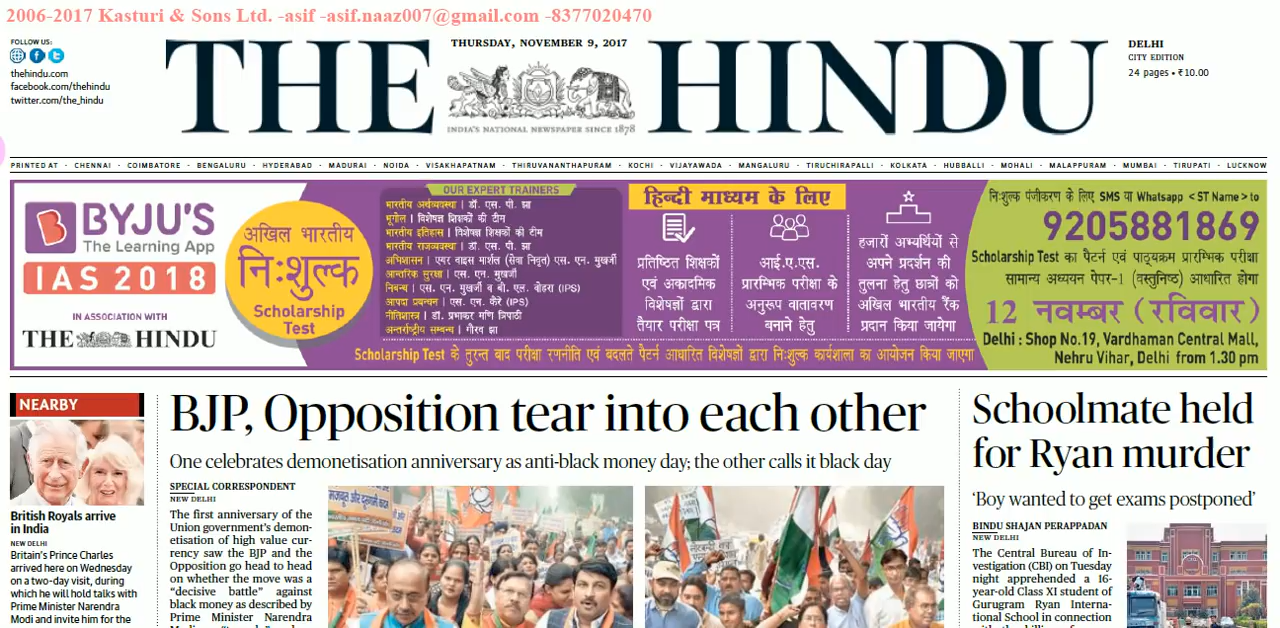 2006-2017 Kasturi & Sons Ltd. -asif -asif.naaz007@gmail.com -8377020470
FOLLOW US:
thehindu.com
facebook.com/thehindu
twitter.com/the_hindu
THE HINDU
THURSDAY, NOVEMBER 9, 2017
INDIA'S NATIONAL NEWSPAPER SINCE 1878
DELHI
CITY EDITION
24 pages • ₹10.00
PRINTED AT · CHENNAI · COIMBATORE · BENGALURU · HYDERABAD · MADURAI · NOIDA · VISAKHAPATNAM · THIRUVANANTHAPURAM · KOCHI · VIJAYAWADA · MANGALURU · TIRUCHIRAPALLI · KOLKATA · HUBBALLI · MOHALI · MALAPPURAM · MUMBAI · TIRUPATI · LUCKNOW
BYJU'S
The Learning App
IAS 2018
IN ASSOCIATION WITH
THE HINDU
अखिल भारतीय
निःशुल्क
Scholarship
Test
OUR EXPERT TRAINERS
भारतीय अर्थव्यवस्था | डॉ. एस. पी. झा
भूगोल | विशेषज्ञ शिक्षकों की टीम
भारतीय इतिहास | विशेषज्ञ शिक्षकों की टीम
भारतीय राजव्यवस्था | डॉ. एस. पी. झा
अभिशासन | एयर वाइस मार्शल (सेवा निवृत) एस. एन. मुखर्जी
आन्तरिक सुरक्षा | एस. एन. मुखर्जी
निबन्ध | एस. एन. मुखर्जी व बी. एल. वोहरा (IPS)
आपदा प्रबन्धन | एस. एन. कैरे (IPS)
नीतिशास्त्र | डॉ. प्रभाकर मणि त्रिपाठी
अन्तर्राष्ट्रीय सम्बन्ध | गौरव झा
हिन्दी माध्यम के लिए
प्रतिष्ठित शिक्षकों
एवं अकादमिक
विशेषज्ञों द्वारा
तैयार परीक्षा पत्र
आई.ए.एस.
प्रारम्भिक परीक्षा के
अनुरूप वातावरण
बनाने हेतु
हजारों अभ्यर्थियों से
अपने प्रदर्शन की
तुलना हेतु छात्रों को
अखिल भारतीय रैंक
प्रदान किया जायेगा
Scholarship Test के तुरन्त बाद परीक्षा रणनीति एवं बदलते पैटर्न आधारित विशेषज्ञों द्वारा निःशुल्क कार्यशाला का आयोजन किया जाएगा
निःशुल्क पंजीकरण के लिए SMS या Whatsapp < ST Name > to
9205881869
Scholarship Test का पैटर्न एवं पाठ्यक्रम प्रारम्भिक परीक्षा
सामान्य अध्ययन पेपर-1 (वस्तुनिष्ठ) आधारित होगा
12 नवम्बर (रविवार)
Delhi : Shop No.19, Vardhaman Central Mall,
Nehru Vihar, Delhi from 1.30 pm
NEARBY
British Royals arrive
in India
NEW DELHI
Britain's Prince Charles
arrived here on Wednesday
on a two-day visit, during
which he will hold talks with
Prime Minister Narendra
Modi and invite him for the
BJP, Opposition tear into each other
One celebrates demonetisation anniversary as anti-black money day; the other calls it black day
SPECIAL CORRESPONDENT
NEW DELHI
The first anniversary of the
Union government's demon-
etisation of high value cur-
rency saw the BJP and the
Opposition go head to head
on whether the move was a
"decisive battle" against
black money as described by
Prime Minister Narendra
Schoolmate held
for Ryan murder
'Boy wanted to get exams postponed'
BINDU SHAJAN PERAPPADAN
NEW DELHI
The Central Bureau of In-
vestigation (CBI) on Tuesday
night apprehended a 16-
year-old Class XI student of
Gurugram Ryan Interna-
tional School in connection